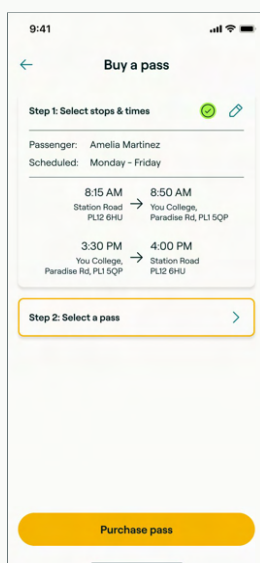 9:41
Buy a pass
Step 1: Select stops & times
Passenger: Amelia Martinez
Scheduled: Monday - Friday
8:15 AM → 8:50 AM
Station Road You College,
PL12 6HU Paradise Rd, PL1 5QP
3:30 PM → 4:00 PM
You College, Station Road
Paradise Rd, PL1 5QP PL12 6HU
Step 2: Select a pass
Purchase pass